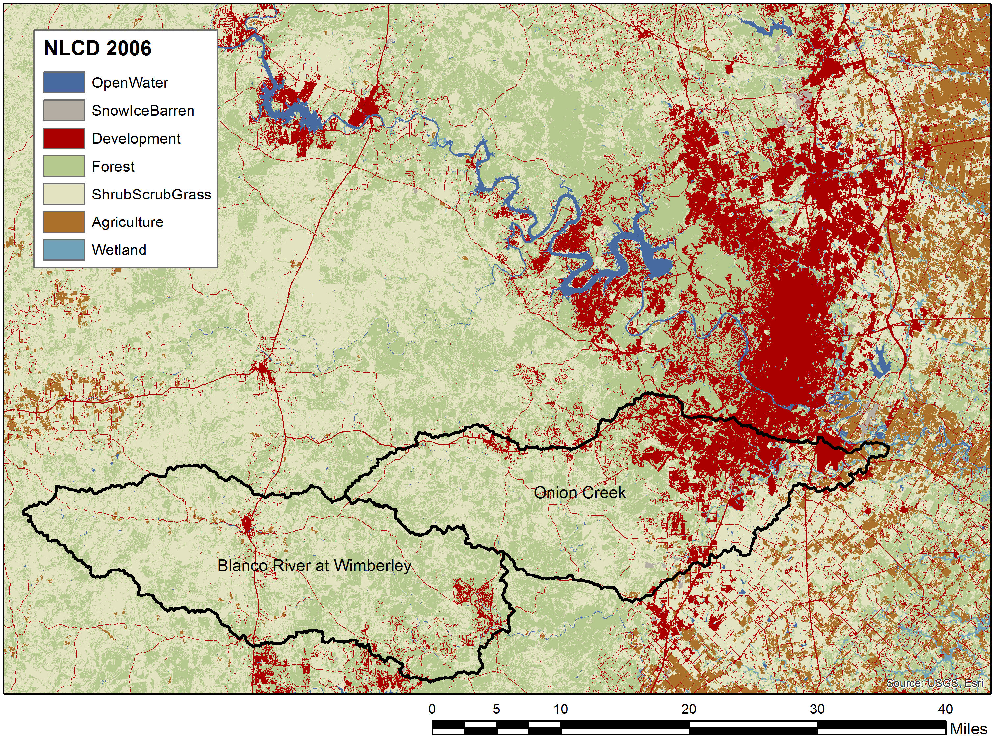 NLCD 2006
OpenWater
SnowIceBarren
Development
Forest
ShrubScrubGrass
Agriculture
Wetland
Onion Creek
Blanco River at Wimberley
Source: USGS, Esri
0 5 10 20 30 40
Miles